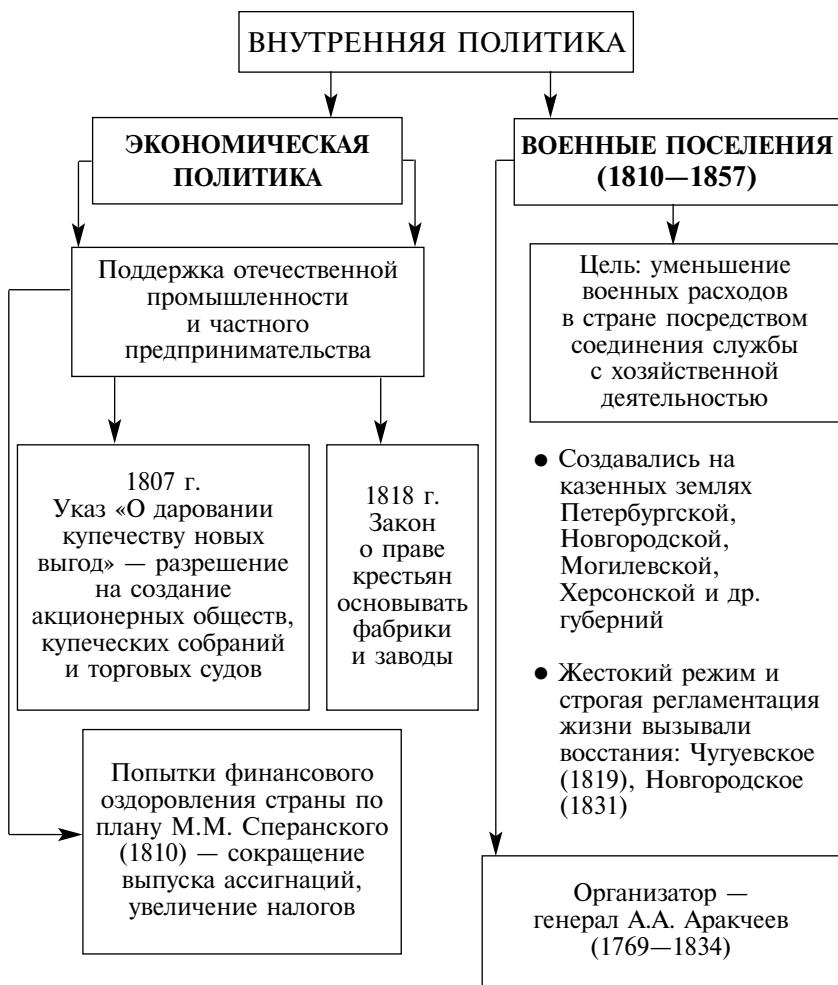 ВНУТРЕННЯЯ ПОЛИТИКА
ЭКОНОМИЧЕСКАЯ
ПОЛИТИКА
Поддержка отечественной
промышленности
и частного
предпринимательства
1807 г.
Указ «О даровании
купечеству новых
выгод» — разрешение
на создание
акционерных обществ,
купеческих собраний
и торговых судов
1818 г.
Закон
о праве
крестьян
основывать
фабрики
и заводы
Попытки финансового
оздоровления страны по
плану М.М. Сперанского
(1810) — сокращение
выпуска ассигнаций,
увеличение налогов
ВОЕННЫЕ ПОСЕЛЕНИЯ
(1810—1857)
Цель: уменьшение
военных расходов
в стране посредством
соединения службы
с хозяйственной
деятельностью
● Создавались на
казенных землях
Петербургской,
Новгородской,
Могилевской,
Херсонской и др.
губерний
● Жестокий режим и
строгая регламентация
жизни вызывали
восстания: Чугуевское
(1819), Новгородское
(1831)
Организатор —
генерал А.А. Аракчеев
(1769—1834)